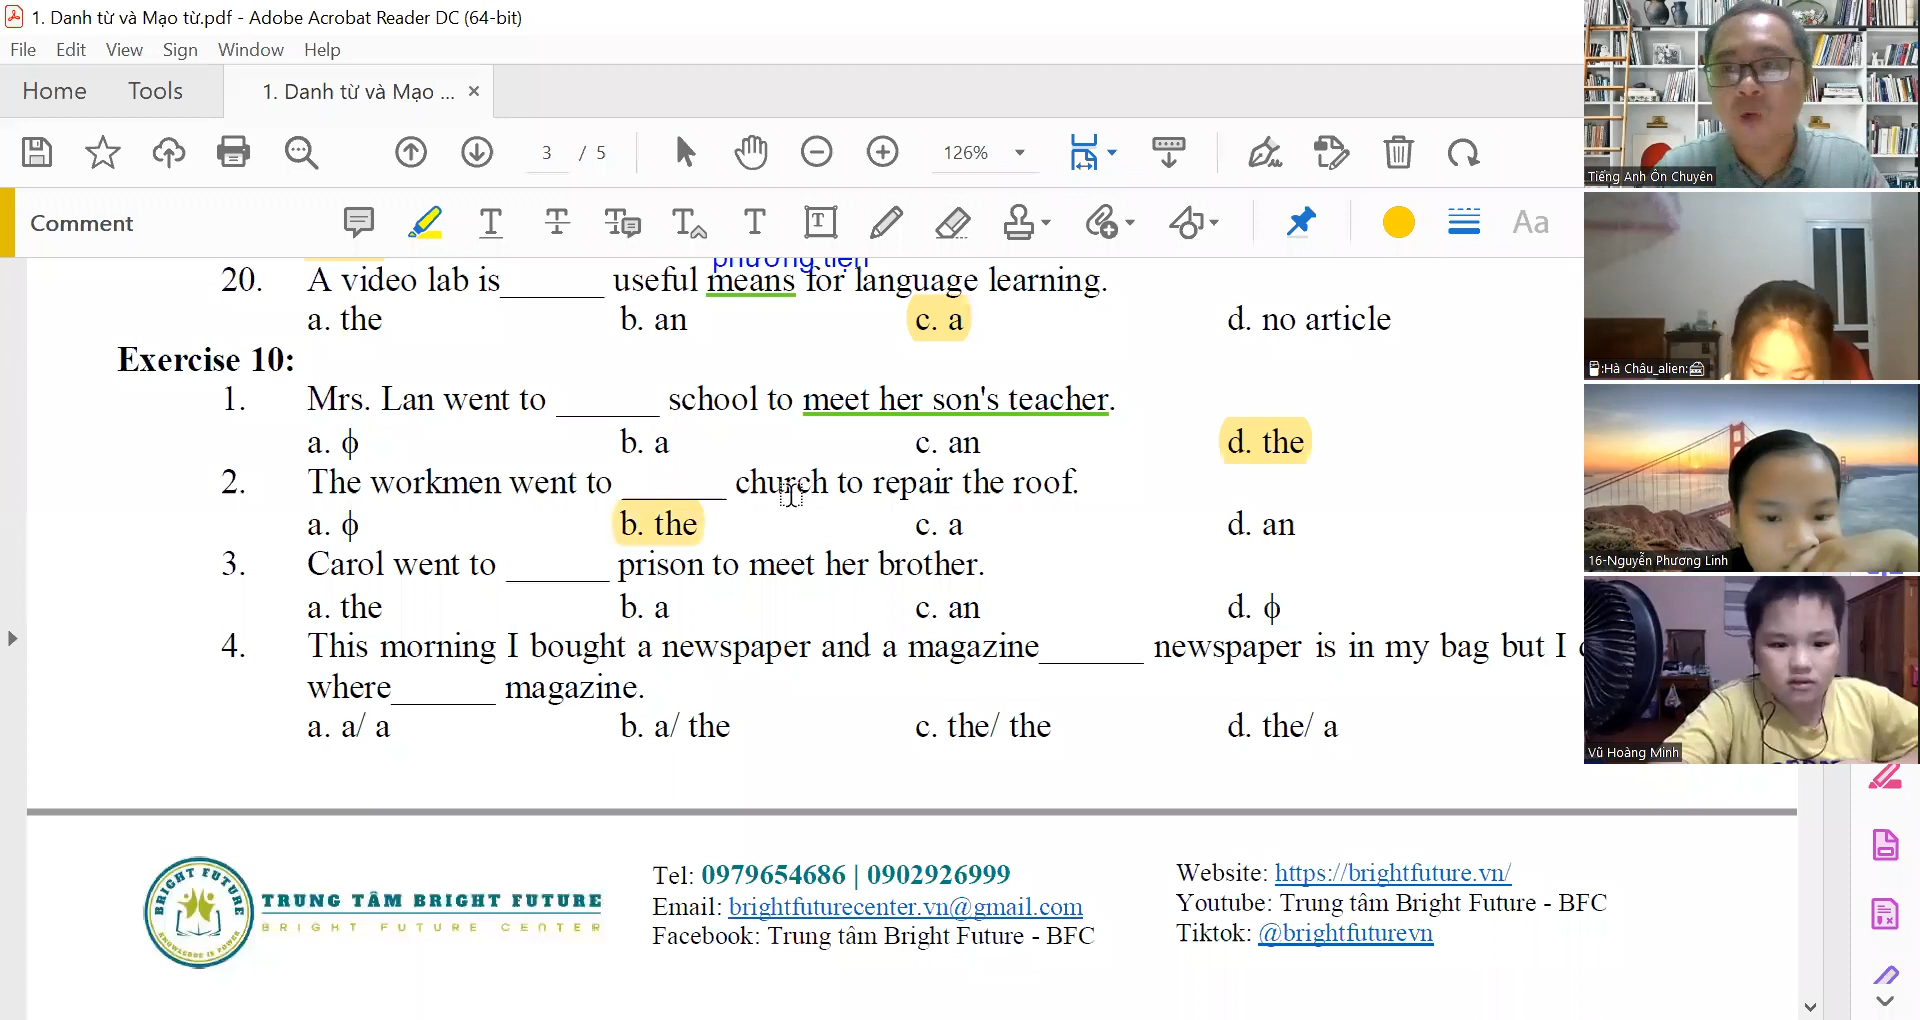 1. Danh từ và Mạo từ.pdf - Adobe Acrobat Reader DC (64-bit)
File Edit View Sign Window Help
Home Tools 1. Danh từ và Mạo ... ×
3 / 5 126%
Comment
phương tiện
20. A video lab is______ useful means for language learning.
a. the b. an c. a d. no article
Exercise 10:
1. Mrs. Lan went to ______ school to meet her son's teacher.
a. ϕ b. a c. an d. the
2. The workmen went to ______ church to repair the roof.
a. ϕ b. the c. a d. an
3. Carol went to ______ prison to meet her brother.
a. the b. a c. an d. ϕ
4. This morning I bought a newspaper and a magazine______ newspaper is in my bag but I
where______ magazine.
a. a/ a b. a/ the c. the/ the d. the/ a
BRIGHT FUTURE
KNOWLEDGE IS POWER
TRUNG TÂM BRIGHT FUTURE
BRIGHT FUTURE CENTER
Tel: 0979654686 | 0902926999
Email: brightfuturecenter.vn@gmail.com
Facebook: Trung tâm Bright Future - BFC
Website: https://brightfuture.vn/
Youtube: Trung tâm Bright Future - BFC
Tiktok: @brightfuturevn
Tiếng Anh Ôn Chuyên
:Hà Châu_alien:
16-Nguyễn Phương Linh
Vũ Hoàng Minh